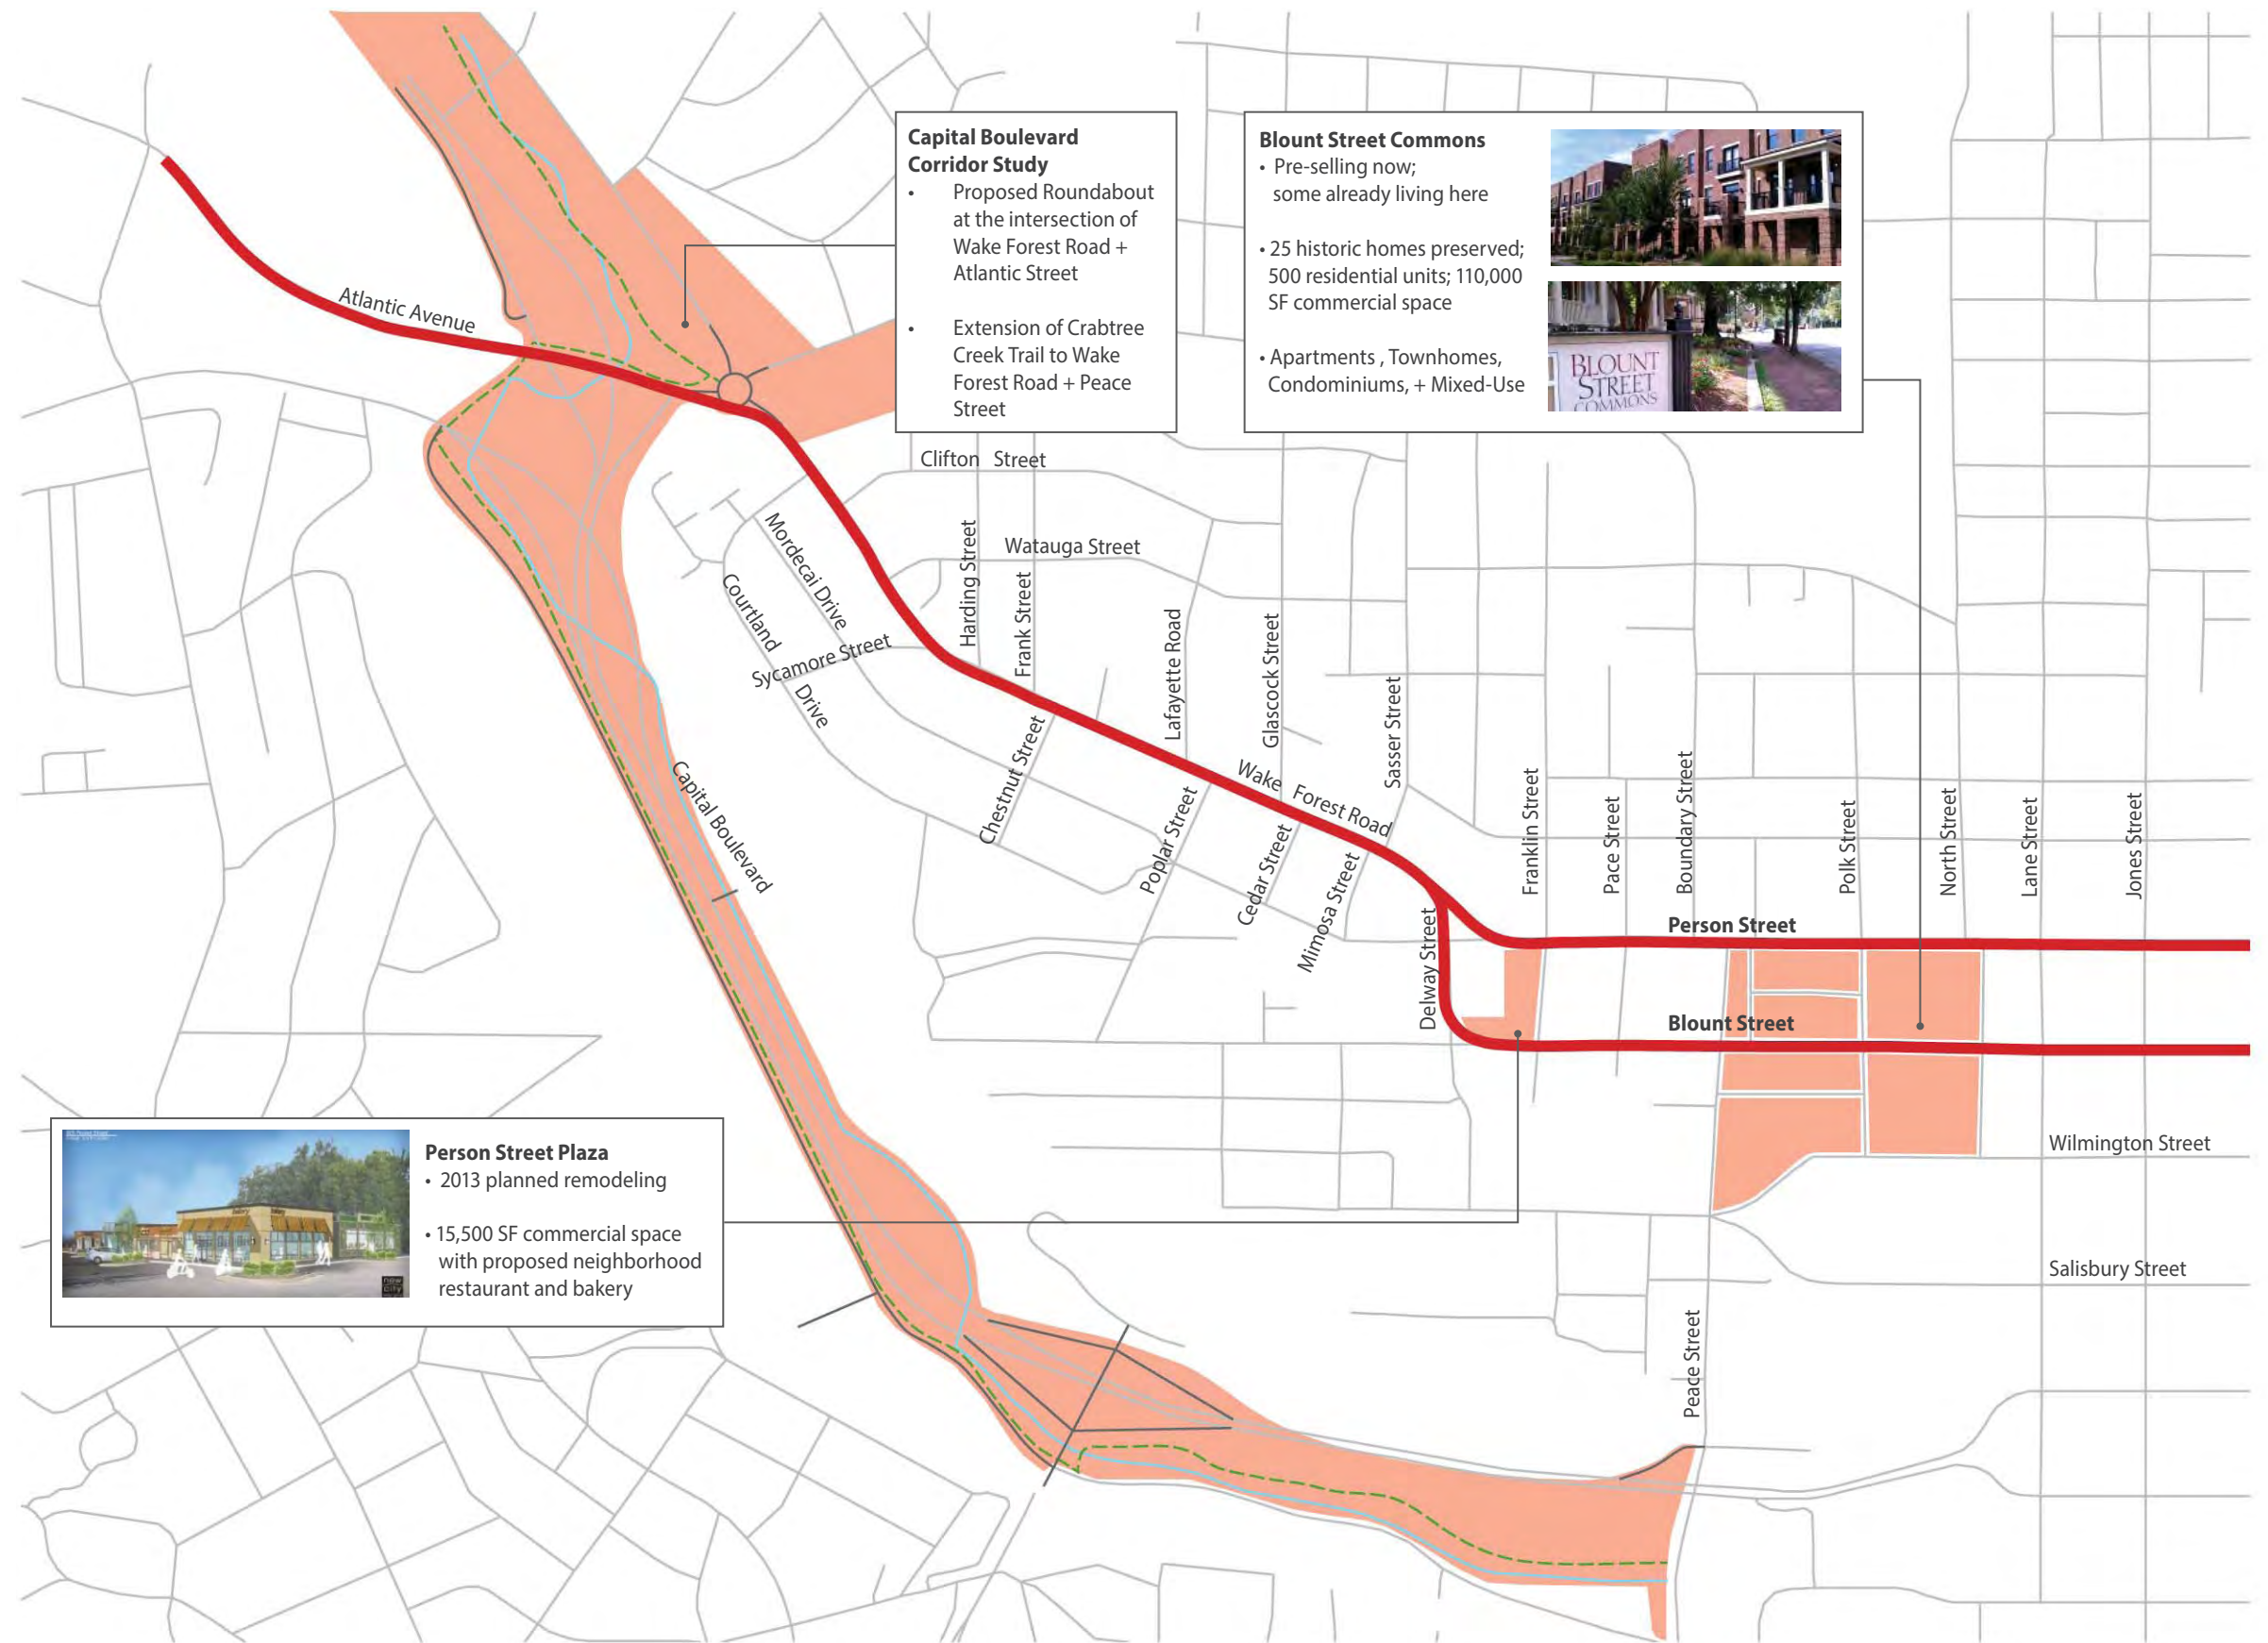 Capital Boulevard
Corridor Study
• Proposed Roundabout
at the intersection of
Wake Forest Road +
Atlantic Street
• Extension of Crabtree
Creek Trail to Wake
Forest Road + Peace
Street
Blount Street Commons
• Pre-selling now;
some already living here
• 25 historic homes preserved;
500 residential units; 110,000
SF commercial space
• Apartments , Townhomes,
Condominiums, + Mixed-Use
BLOUNT
STREET
COMMONS
Atlantic Avenue
Clifton Street
Mordecai Drive
Harding Street
Watauga Street
Frank Street
Courtland Drive
Sycamore Street
Lafayette Road
Glascock Street
Sasser Street
Chestnut Street
Capital Boulevard
Wake Forest Road
Poplar Street
Cedar Street
Mimosa Street
Delway Street
Franklin Street
Pace Street
Boundary Street
Polk Street
North Street
Lane Street
Jones Street
Person Street
Blount Street
Wilmington Street
Salisbury Street
Peace Street
Person Street Plaza
• 2013 planned remodeling
• 15,500 SF commercial space
with proposed neighborhood
restaurant and bakery
bakery
new
city